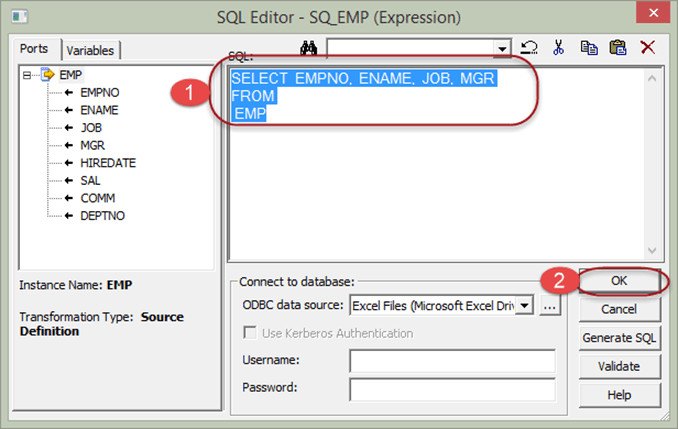 SQL Editor - SQ_EMP (Expression)
Ports
Variables
SQL:
EMP
EMPNO
ENAME
JOB
MGR
HIREDATE
SAL
COMM
DEPTNO
1
SELECT EMPNO, ENAME, JOB, MGR
FROM
EMP
Instance Name: EMP
Transformation Type: Source
Definition
Connect to database:
ODBC data source:
Excel Files (Microsoft Excel Driv
...
Use Kerberos Authentication
Username:
Password:
2
OK
Cancel
Generate SQL
Validate
Help